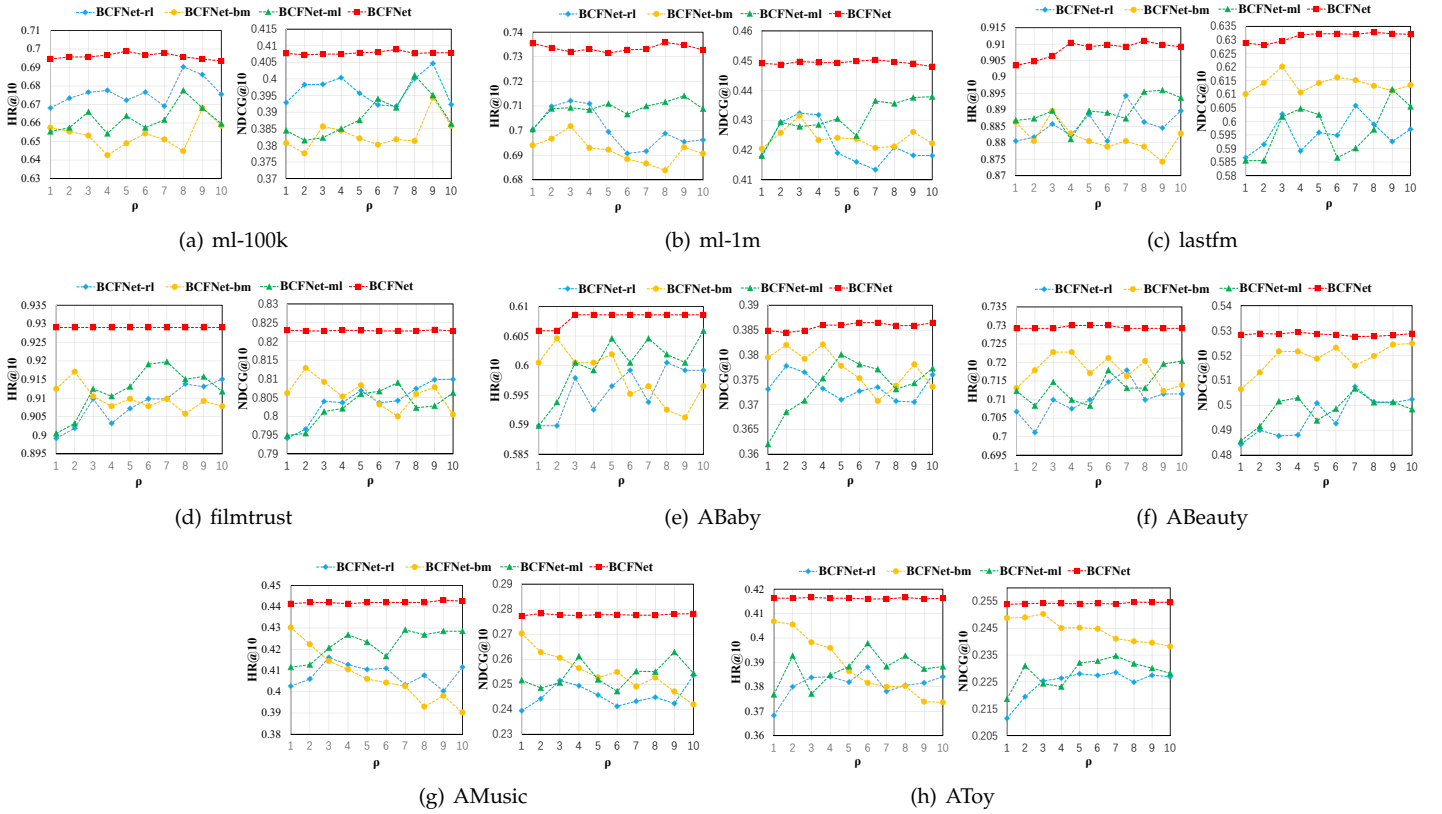 BCFNet-rl BCFNet-bm BCFNet-ml BCFNet
HR@10
0.71
0.7
0.69
0.68
0.67
0.66
0.65
0.64
0.63
1 2 3 4 5 6 7 8 9 10
ρ
NDCG@10
0.415
0.41
0.405
0.4
0.395
0.39
0.385
0.38
0.375
0.37
1 2 3 4 5 6 7 8 9 10
ρ
(a) ml-100k
BCFNet-rl BCFNet-bm BCFNet-ml BCFNet
HR@10
0.74
0.73
0.72
0.71
0.7
0.69
0.68
1 2 3 4 5 6 7 8 9 10
ρ
NDCG@10
0.46
0.45
0.44
0.43
0.42
0.41
1 2 3 4 5 6 7 8 9 10
ρ
(b) ml-1m
BCFNet-rl BCFNet-bm BCFNet-ml BCFNet
HR@10
0.915
0.91
0.905
0.9
0.895
0.89
0.885
0.88
0.875
0.87
1 2 3 4 5 6 7 8 9 10
ρ
NDCG@10
0.635
0.63
0.625
0.62
0.615
0.61
0.605
0.6
0.595
0.59
0.585
0.58
1 2 3 4 5 6 7 8 9 10
ρ
(c) lastfm
BCFNet-rl BCFNet-bm BCFNet-ml BCFNet
HR@10
0.935
0.93
0.925
0.92
0.915
0.91
0.905
0.9
0.895
1 2 3 4 5 6 7 8 9 10
ρ
NDCG@10
0.83
0.825
0.82
0.815
0.81
0.805
0.8
0.795
0.79
1 2 3 4 5 6 7 8 9 10
ρ
(d) filmtrust
BCFNet-rl BCFNet-bm BCFNet-ml BCFNet
HR@10
0.61
0.605
0.6
0.595
0.59
0.585
1 2 3 4 5 6 7 8 9 10
ρ
NDCG@10
0.39
0.385
0.38
0.375
0.37
0.365
0.36
1 2 3 4 5 6 7 8 9 10
ρ
(e) ABaby
BCFNet-rl BCFNet-bm BCFNet-ml BCFNet
HR@10
0.735
0.73
0.725
0.72
0.715
0.71
0.705
0.7
0.695
1 2 3 4 5 6 7 8 9 10
ρ
NDCG@10
0.54
0.53
0.52
0.51
0.5
0.49
0.48
1 2 3 4 5 6 7 8 9 10
ρ
(f) ABeauty
BCFNet-rl BCFNet-bm BCFNet-ml BCFNet
HR@10
0.45
0.44
0.43
0.42
0.41
0.4
0.39
0.38
1 2 3 4 5 6 7 8 9 10
ρ
NDCG@10
0.29
0.28
0.27
0.26
0.25
0.24
0.23
1 2 3 4 5 6 7 8 9 10
ρ
(g) AMusic
BCFNet-rl BCFNet-bm BCFNet-ml BCFNet
HR@10
0.42
0.41
0.4
0.39
0.38
0.37
0.36
1 2 3 4 5 6 7 8 9 10
ρ
NDCG@10
0.255
0.245
0.235
0.225
0.215
0.205
1 2 3 4 5 6 7 8 9 10
ρ
(h) AToy